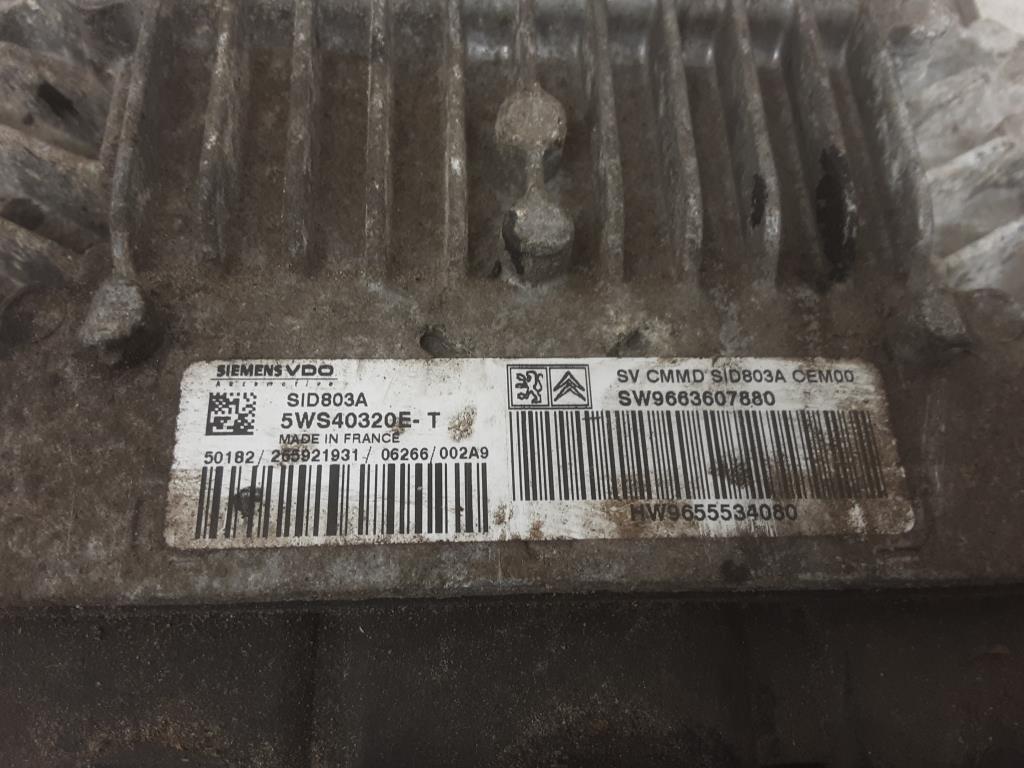 SIEMENS VDO
Automotive
SID803A
5WS40320E- T
MADE IN FRANCE
50182 / 265921931 / 06266 / 002A9
SV CMMD SID803A CEM00
SW9663607880
HW9655534080